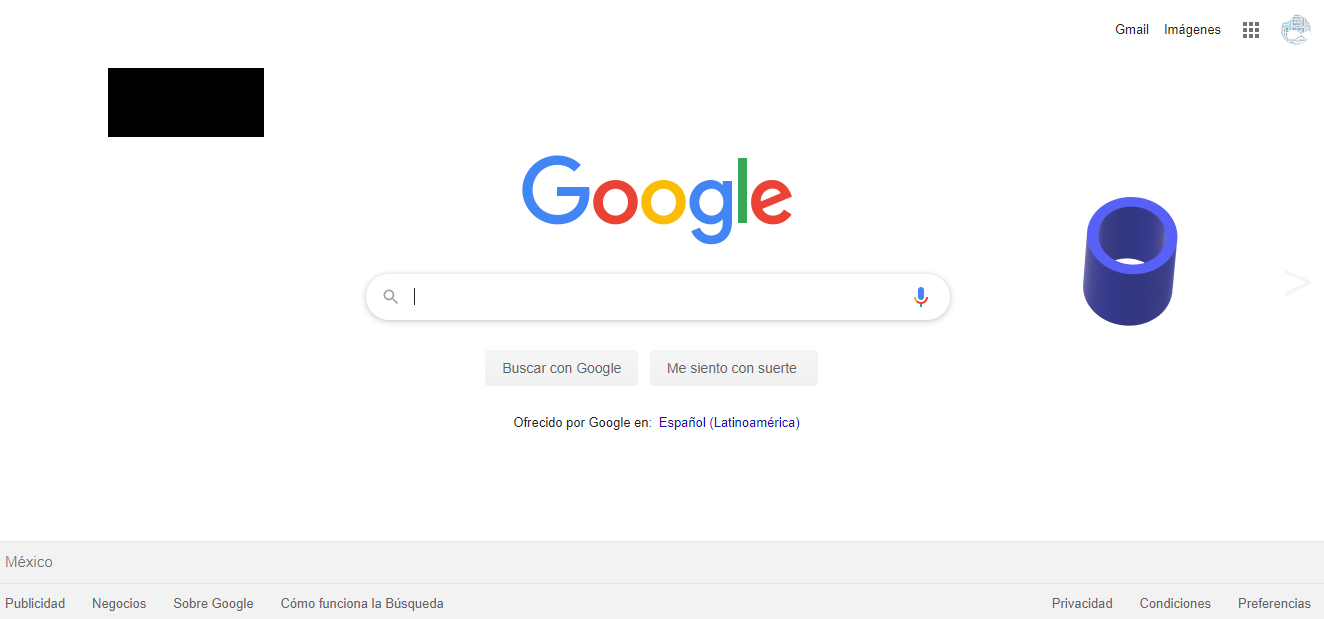 Gmail Imágenes
Google
>
Buscar con Google Me siento con suerte
Ofrecido por Google en: Español (Latinoamérica)
México
Publicidad Negocios Sobre Google Cómo funciona la Búsqueda Privacidad Condiciones Preferencias